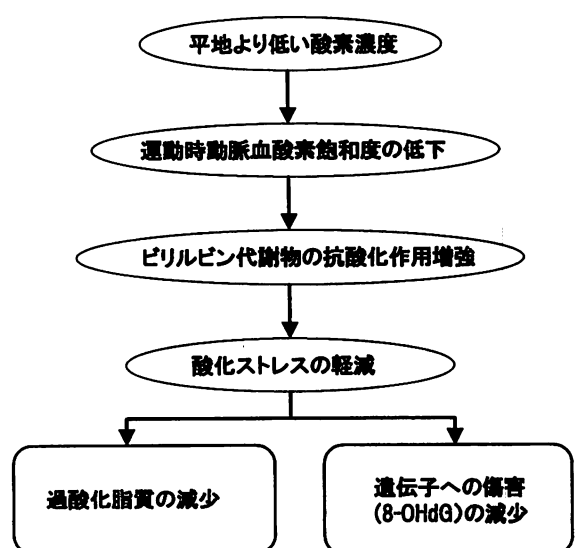 平地より低い酸素濃度
運動時動脈血酸素飽和度の低下
ビリルビン代謝物の抗酸化作用増強
酸化ストレスの軽減
過酸化脂質の減少
遺伝子への傷害
(8-OHdG)の減少